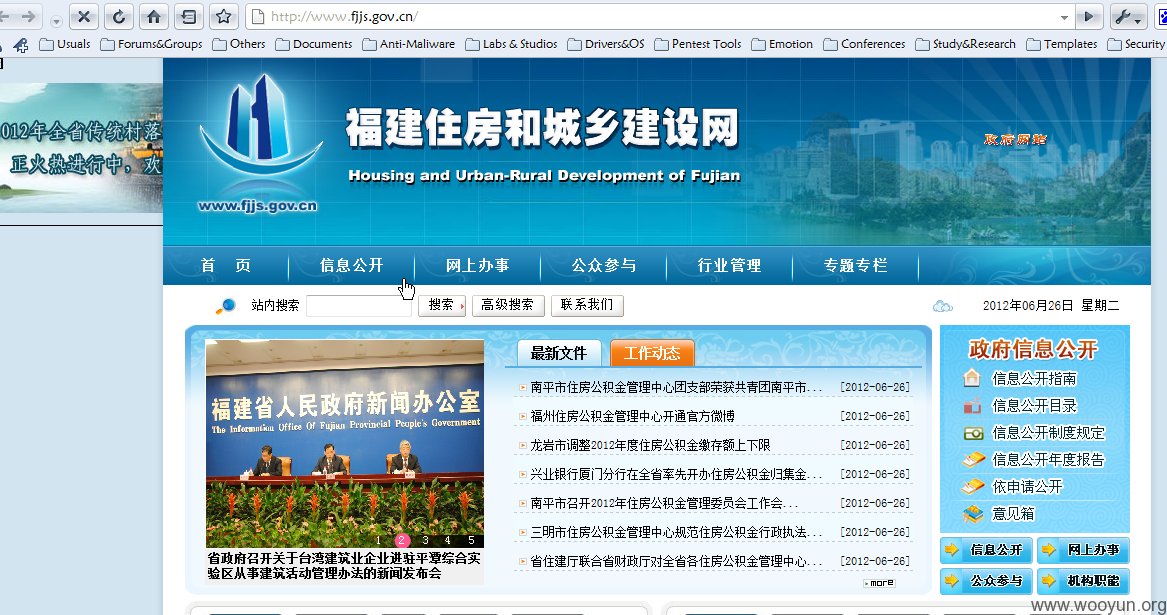 http://www.fjjs.gov.cn/
Usuals Forums&Groups Others Documents Anti-Maliware Labs & Studios Drivers&OS Pentest Tools Emotion Conferences Study&Research Templates Security
012年全省传统村落
正火热进行中，欢
福建住房和城乡建设网
Housing and Urban-Rural Development of Fujian
www.fjjs.gov.cn
政府网站
首 页 信息公开 网上办事 公众参与 行业管理 专题专栏
站内搜索 搜索 高级搜索 联系我们 2012年06月26日 星期二
福建省人民政府新闻办公室
The Information Office Of Fujian Provincial People's Government
1 2 3 4 5
省政府召开关于台湾建筑业企业进驻平潭综合实
验区从事建筑活动管理办法的新闻发布会
最新文件 工作动态
南平市住房公积金管理中心团支部荣获共青团南平市... [2012-06-26]
福州住房公积金管理中心开通官方微博 [2012-06-26]
龙岩市调整2012年度住房公积金缴存额上下限 [2012-06-26]
兴业银行厦门分行在全省率先开办住房公积金归集金... [2012-06-26]
南平市召开2012年住房公积金管理委员会工作会... [2012-06-26]
三明市住房公积金管理中心规范住房公积金行政执法... [2012-06-26]
省住建厅联合省财政厅对全省各住房公积金管理中心... [2012-06-26]
more
政府信息公开
信息公开指南
信息公开目录
信息公开制度规定
信息公开年度报告
依申请公开
意见箱
信息公开 网上办事
公众参与 机构职能
www.wooyun.org